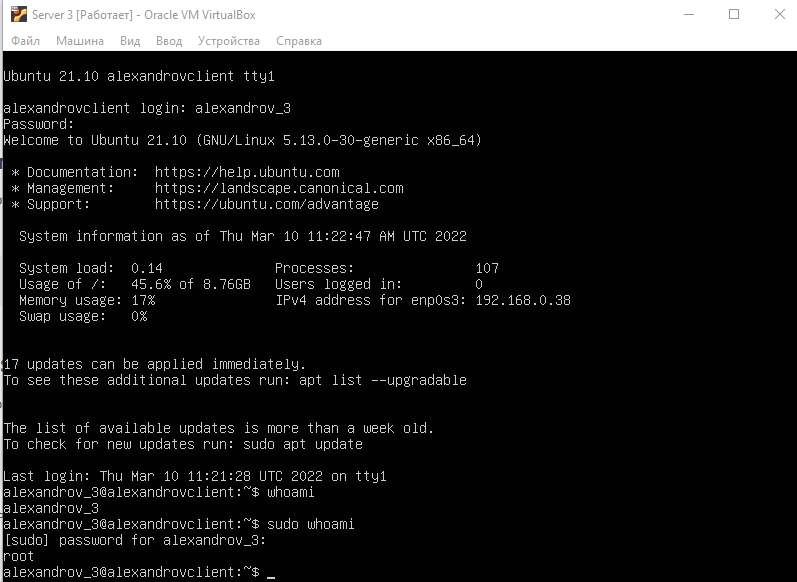 Server 3 [Работает] - Oracle VM VirtualBox
Файл Машина Вид Ввод Устройства Справка
Ubuntu 21.10 alexandrovclient tty1
alexandrovclient login: alexandrov_3
Password:
Welcome to Ubuntu 21.10 (GNU/Linux 5.13.0-30-generic x86_64)
* Documentation:  https://help.ubuntu.com
* Management:     https://landscape.canonical.com
* Support:        https://ubuntu.com/advantage
System information as of Thu Mar 10 11:22:47 AM UTC 2022
System load:  0.14               Processes:               107
Usage of /:   45.6% of 8.76GB   Users logged in:         0
Memory usage: 17%                IPv4 address for enp0s3: 192.168.0.38
Swap usage:   0%
17 updates can be applied immediately.
To see these additional updates run: apt list --upgradable
The list of available updates is more than a week old.
To check for new updates run: sudo apt update
Last login: Thu Mar 10 11:21:28 UTC 2022 on tty1
alexandrov_3@alexandrovclient:~$ whoami
alexandrov_3
alexandrov_3@alexandrovclient:~$ sudo whoami
[sudo] password for alexandrov_3:
root
alexandrov_3@alexandrovclient:~$ _